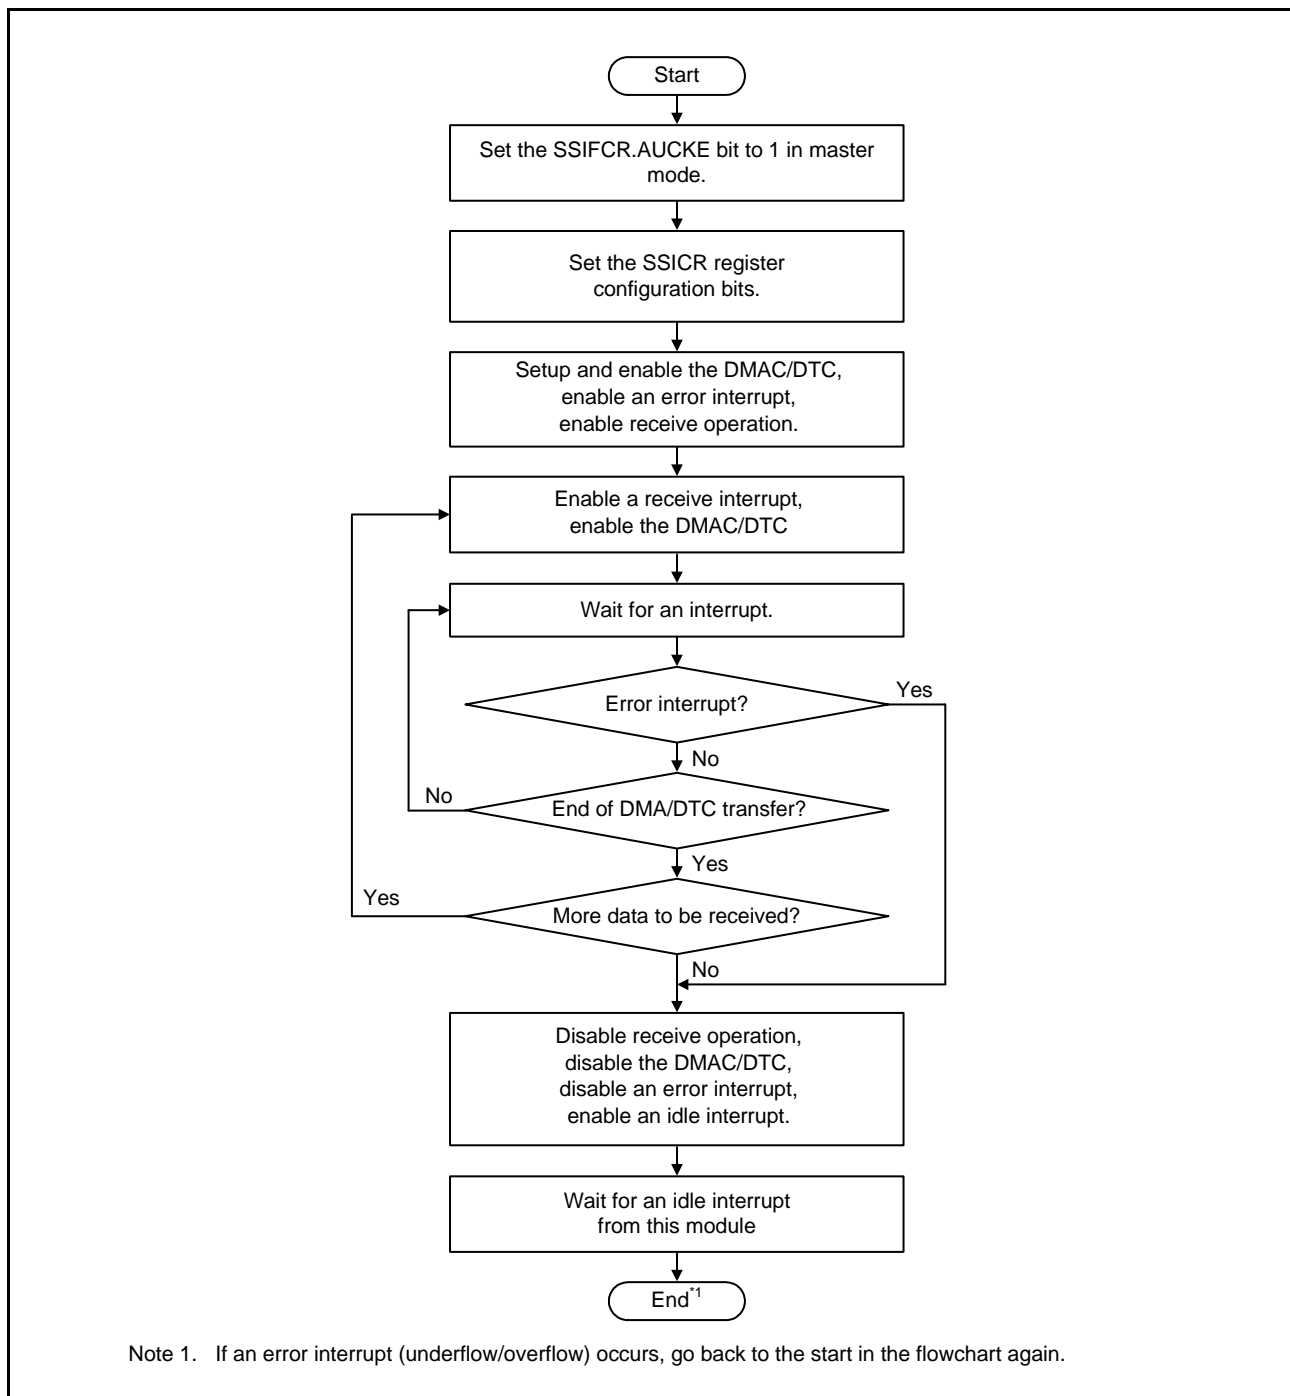 Start
Set the SSIFCR.AUCKE bit to 1 in master
mode.
Set the SSICR register
configuration bits.
Setup and enable the DMAC/DTC,
enable an error interrupt,
enable receive operation.
Enable a receive interrupt,
enable the DMAC/DTC
Wait for an interrupt.
Error interrupt?
Yes
No
End of DMA/DTC transfer?
No
Yes
More data to be received?
Yes
No
Disable receive operation,
disable the DMAC/DTC,
disable an error interrupt,
enable an idle interrupt.
Wait for an idle interrupt
from this module
End*1
Note 1. If an error interrupt (underflow/overflow) occurs, go back to the start in the flowchart again.